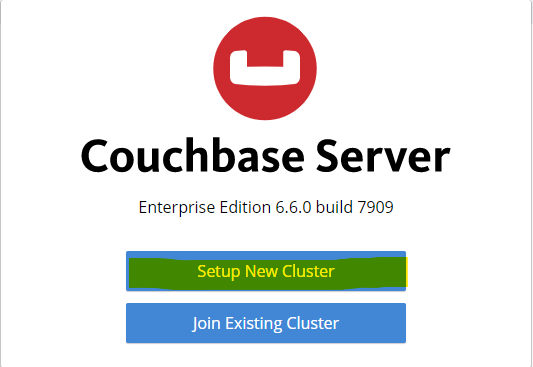 Couchbase Server
Enterprise Edition 6.6.0 build 7909
Setup New Cluster
Join Existing Cluster